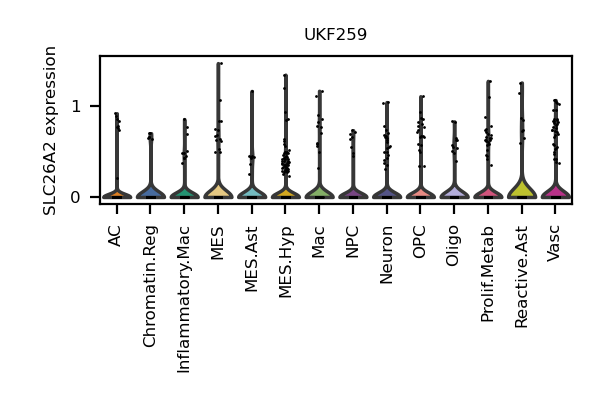 UKF259
SLC26A2 expression
1
0
AC
Chromatin.Reg
Inflammatory.Mac
MES
MES.Ast
MES.Hyp
Mac
NPC
Neuron
OPC
Oligo
Prolif.Metab
Reactive.Ast
Vasc